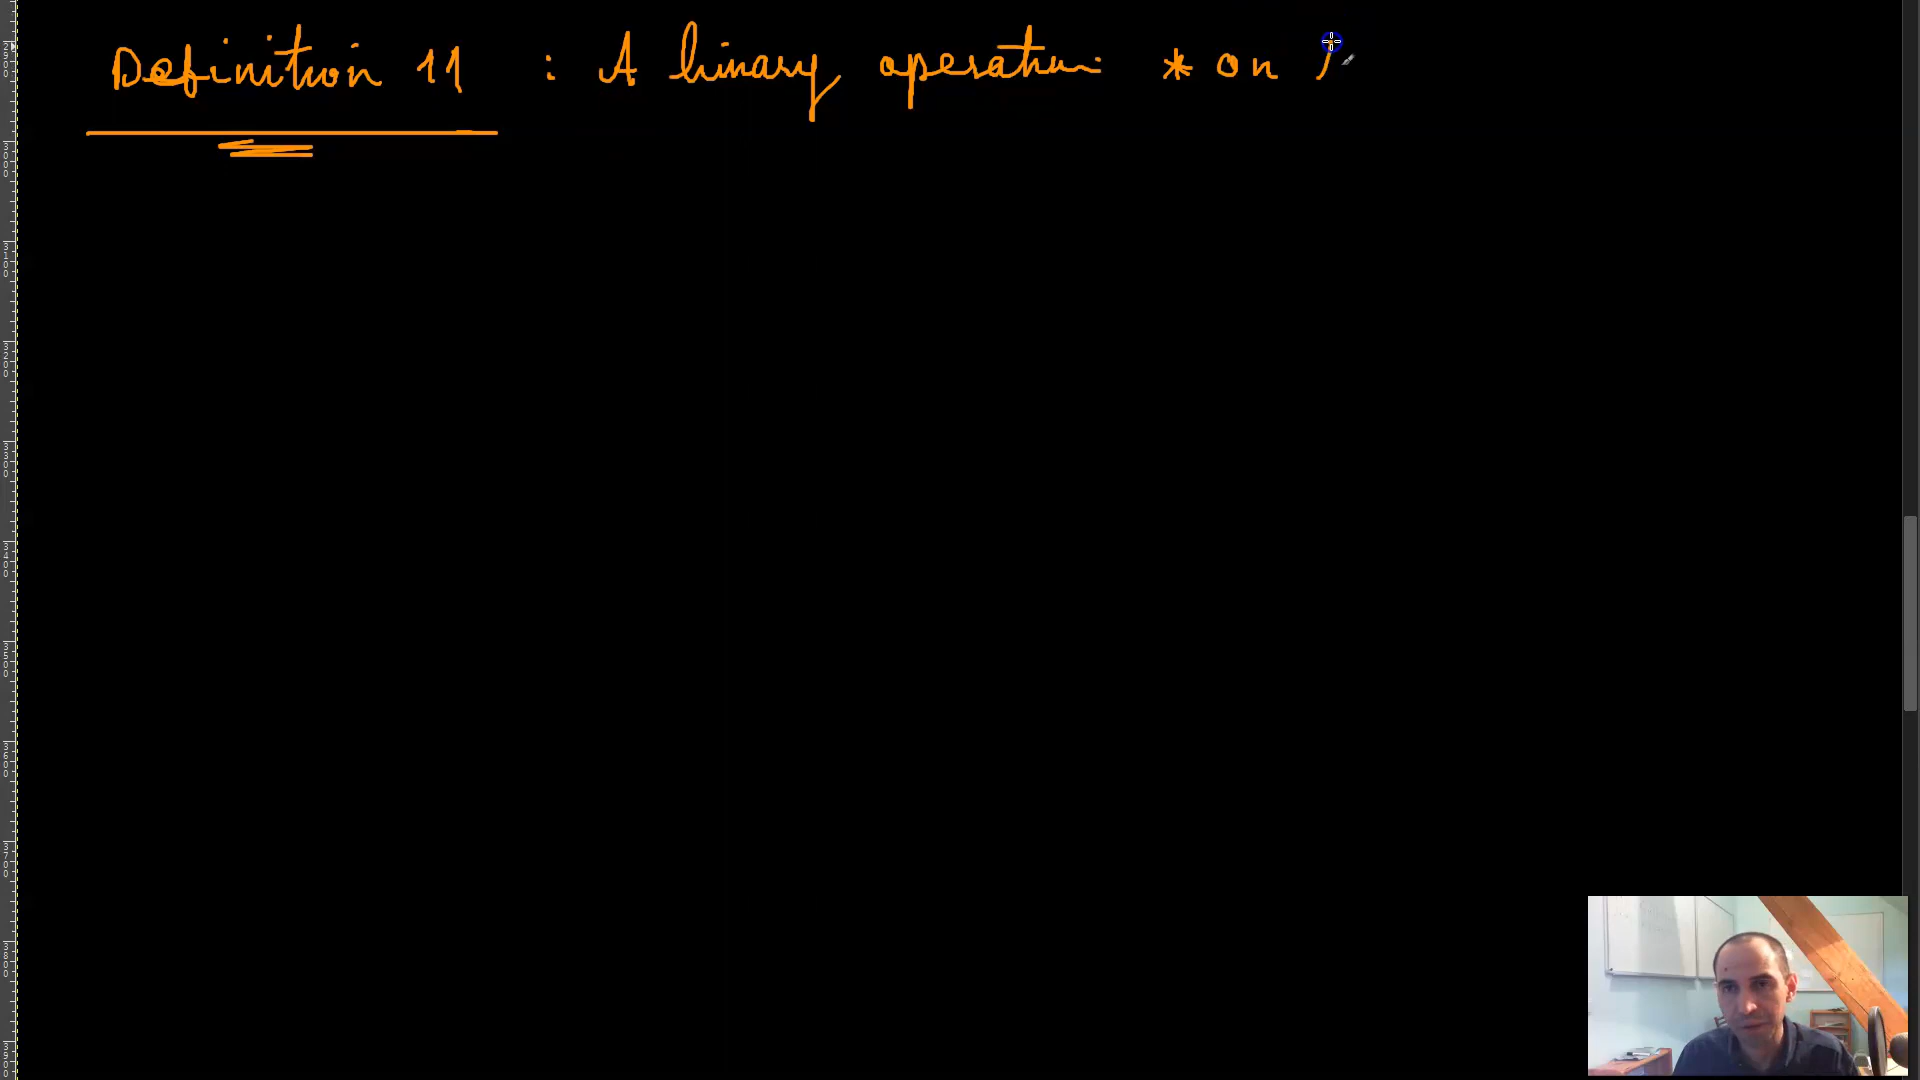 Definition 11 : A binary operation * on